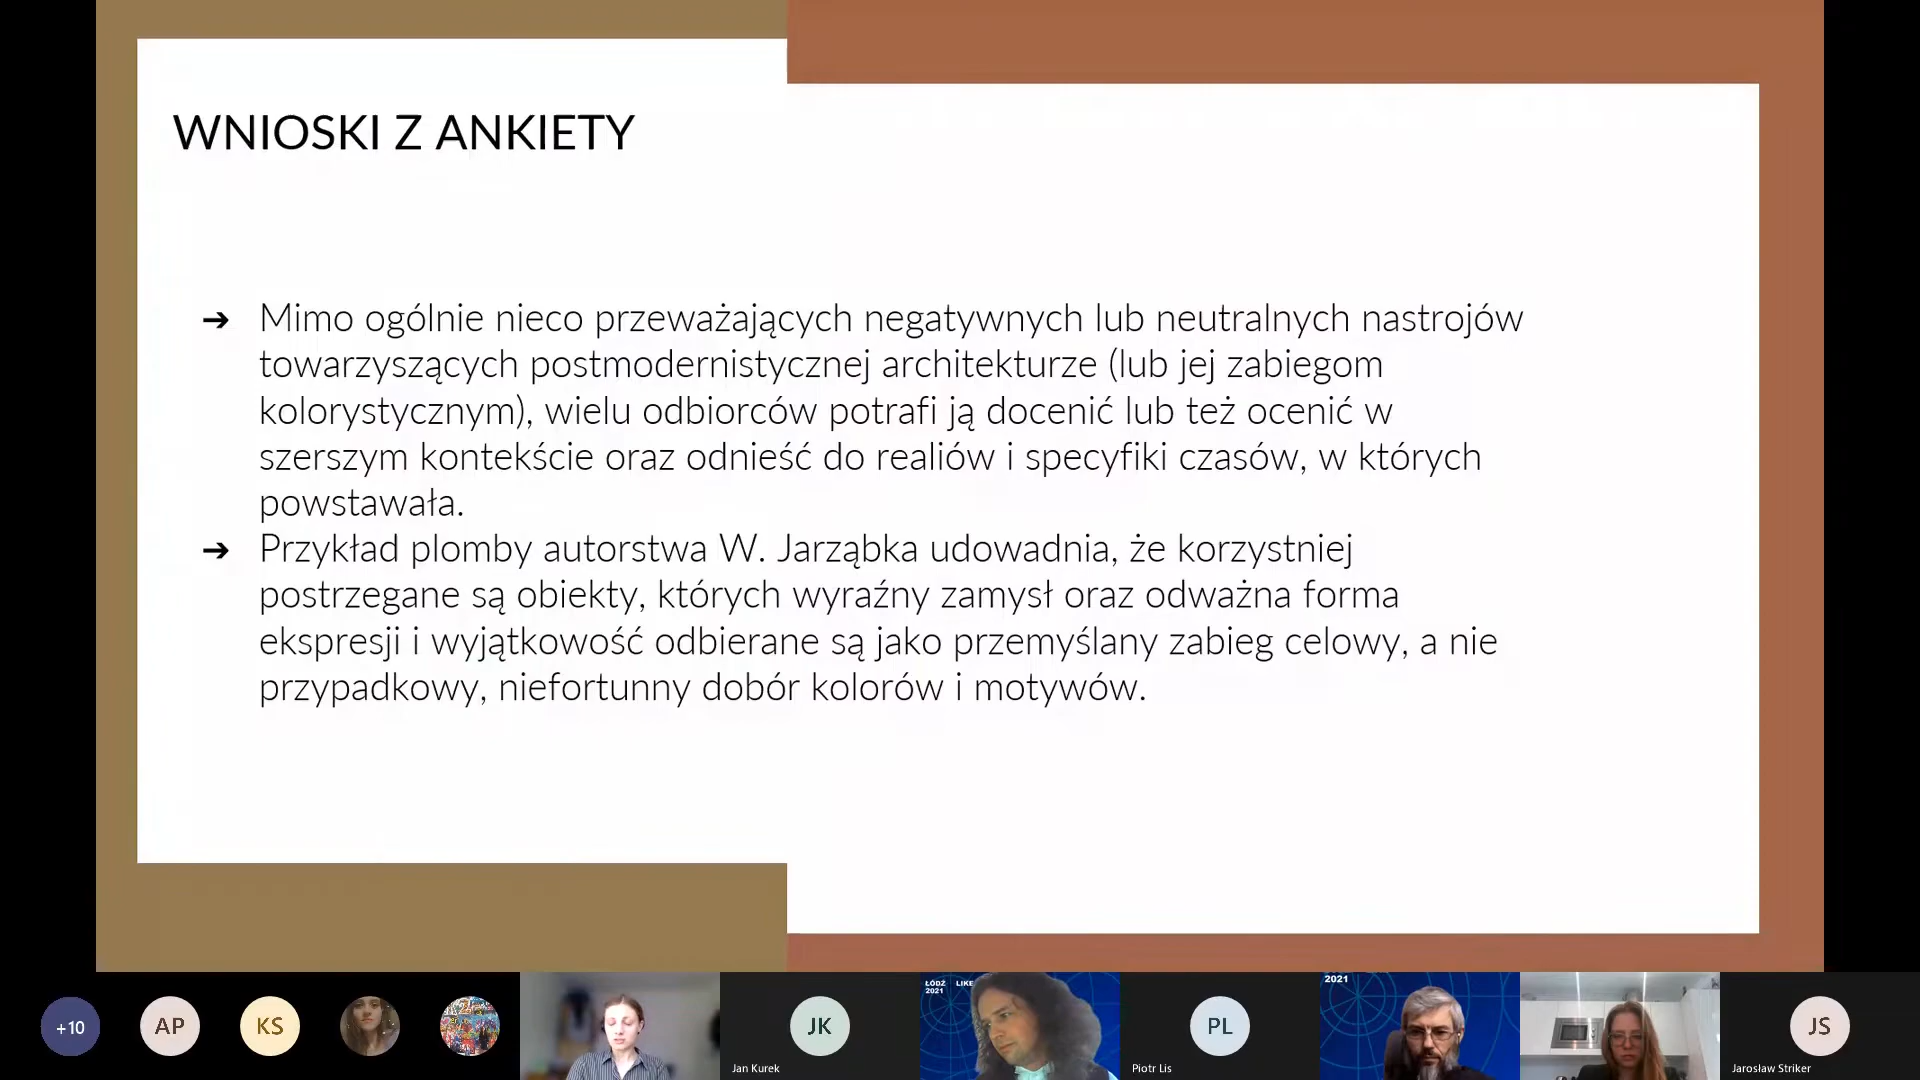 WNIOSKI Z ANKIETY
➔ Mimo ogólnie nieco przeważających negatywnych lub neutralnych nastrojów
towarzyszących postmodernistycznej architekturze (lub jej zabiegom
kolorystycznym), wielu odbiorców potrafi ją docenić lub też ocenić w
szerszym kontekście oraz odnieść do realiów i specyfiki czasów, w których
powstawała.
➔ Przykład plomby autorstwa W. Jarząbka udowadnia, że korzystniej
postrzegane są obiekty, których wyraźny zamysł oraz odważna forma
ekspresji i wyjątkowość odbierane są jako przemyślany zabieg celowy, a nie
przypadkowy, niefortunny dobór kolorów i motywów.
+10
AP
KS
JK
Jan Kurek
ŁÓDŹ LIKE
2021
PL
Piotr Lis
2021
JS
Jarosław Striker